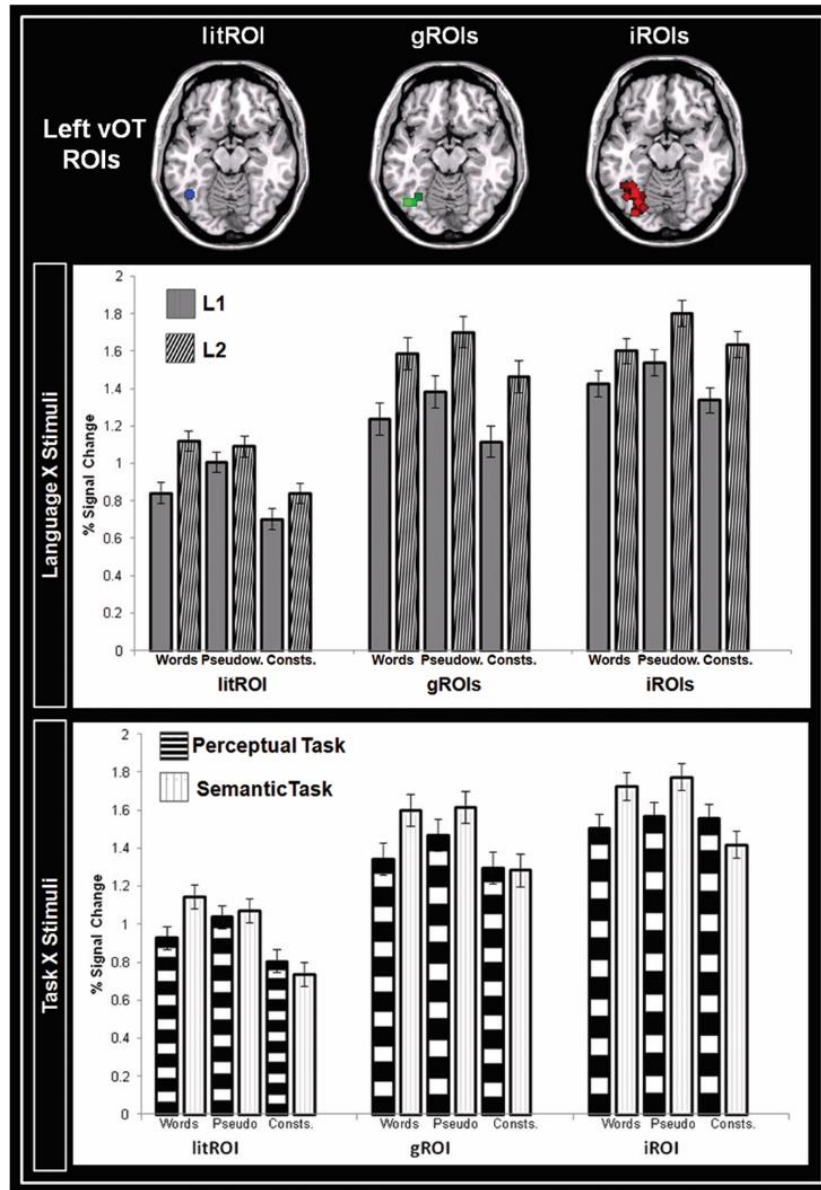 litROI gROIs iROIs
Left vOT
ROIs
Language X Stimuli
% Signal Change
2
1.8
1.6
1.4
1.2
1
0.8
0.6
0.4
0.2
0
L1
L2
Words Pseudow. Consts. Words Pseudow. Consts. Words Pseudow. Consts.
litROI gROIs iROIs
Task X Stimuli
% Signal Change
2
1.8
1.6
1.4
1.2
1
0.8
0.6
0.4
0.2
0
Perceptual Task
SemanticTask
Words Pseudo Consts. Words Pseudo Consts. Words Pseudo Consts.
litROI gROI iROI